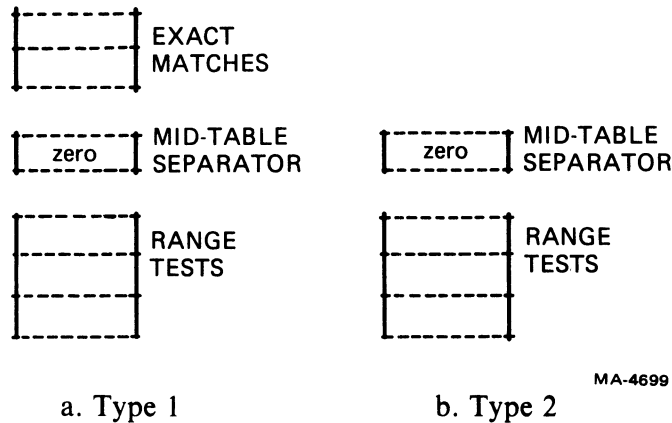 EXACT
MATCHES
zero
MID-TABLE
SEPARATOR
RANGE
TESTS
a. Type 1
zero
MID-TABLE
SEPARATOR
RANGE
TESTS
MA-4699
b. Type 2